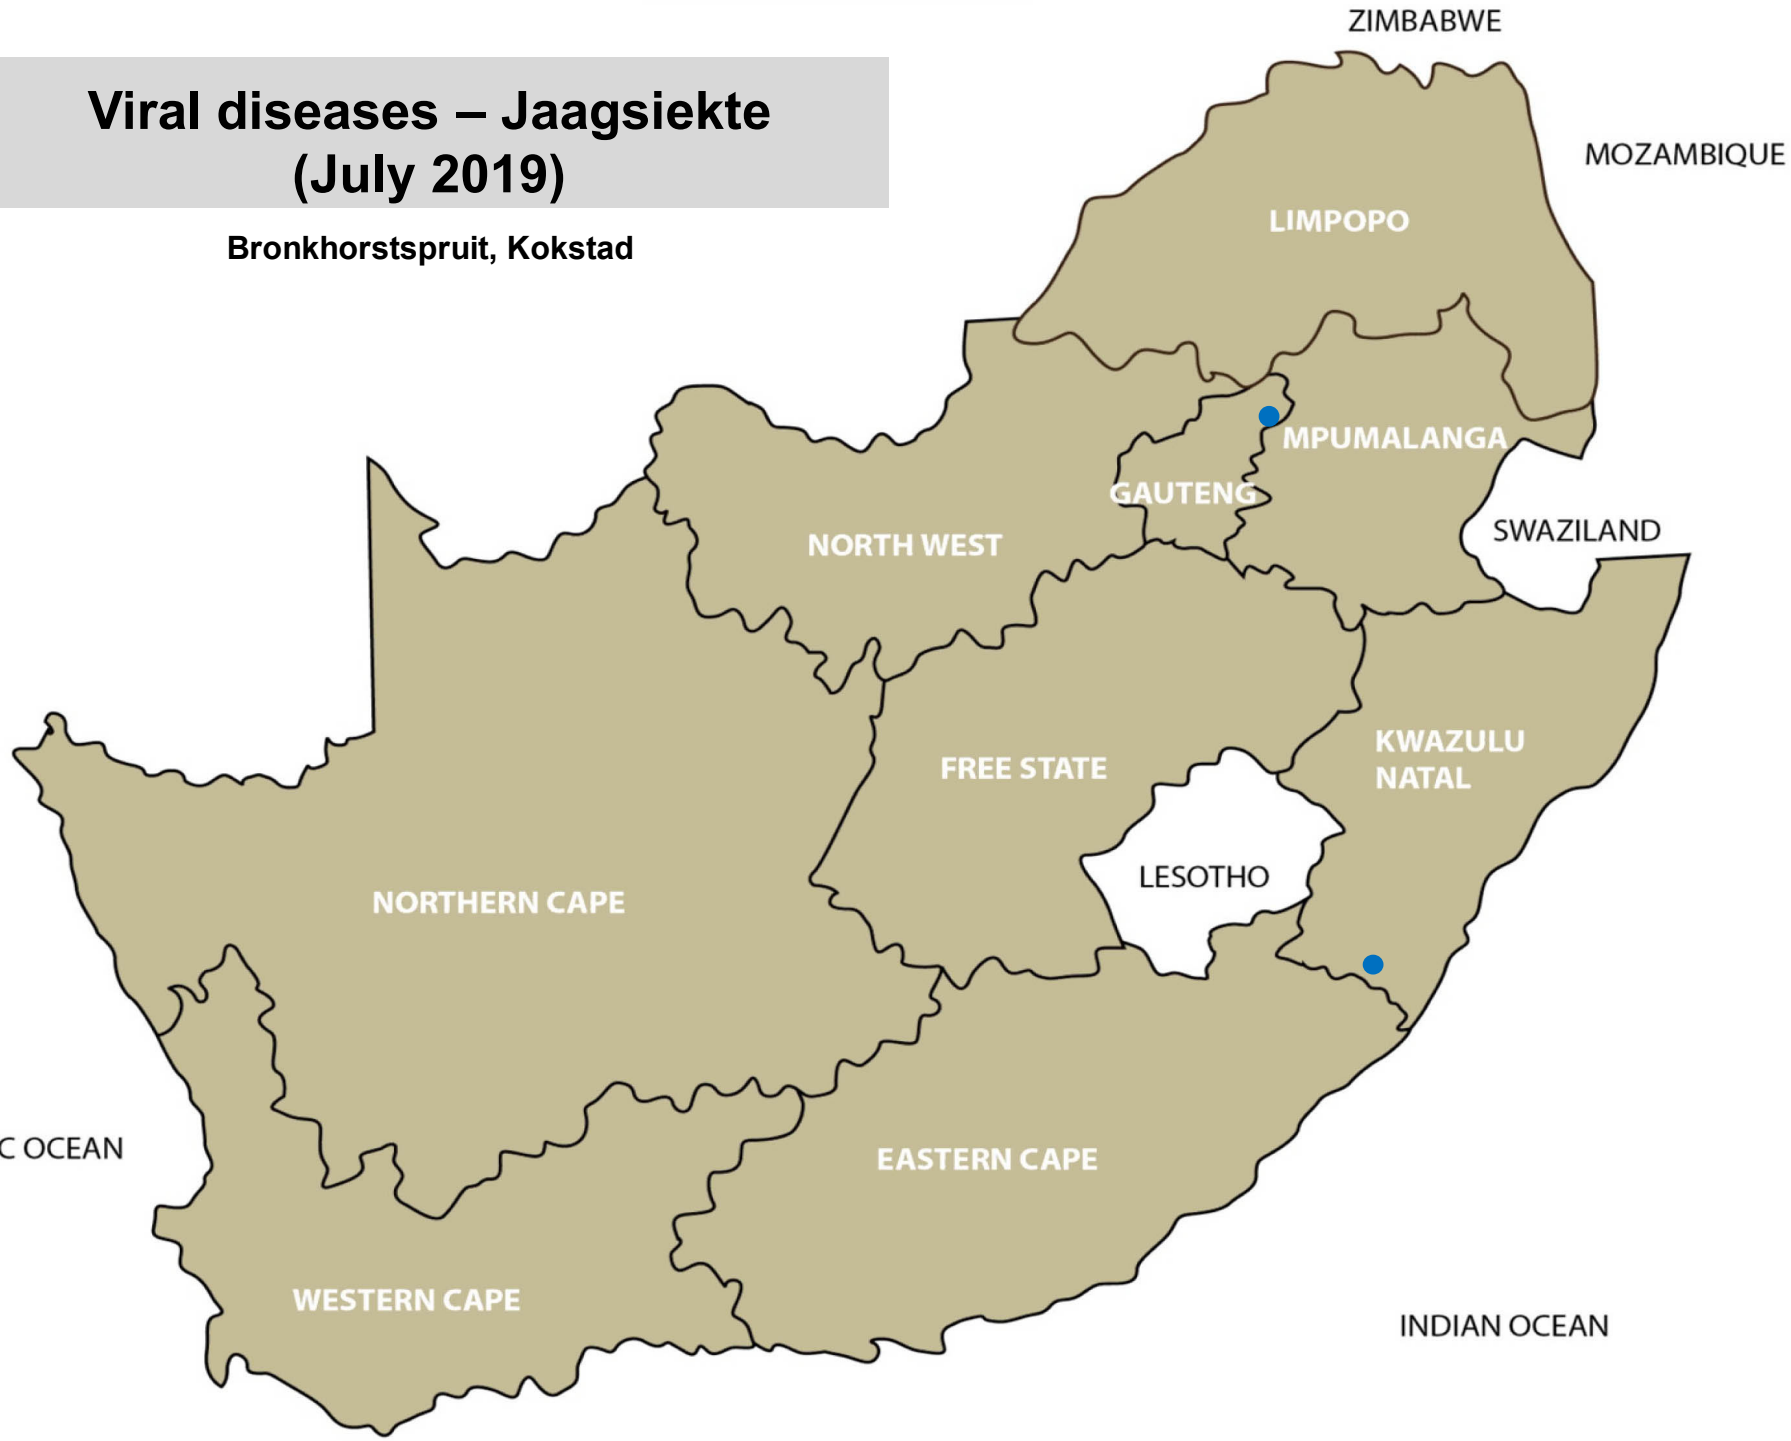 ZIMBABWE
Viral diseases – Jaagsiekte
(July 2019)
MOZAMBIQUE
LIMPOPO
Bronkhorstspruit, Kokstad
MPUMALANGA
GAUTENG
SWAZILAND
NORTH WEST
KWAZULU
NATAL
FREE STATE
LESOTHO
NORTHERN CAPE
C OCEAN
EASTERN CAPE
WESTERN CAPE
INDIAN OCEAN